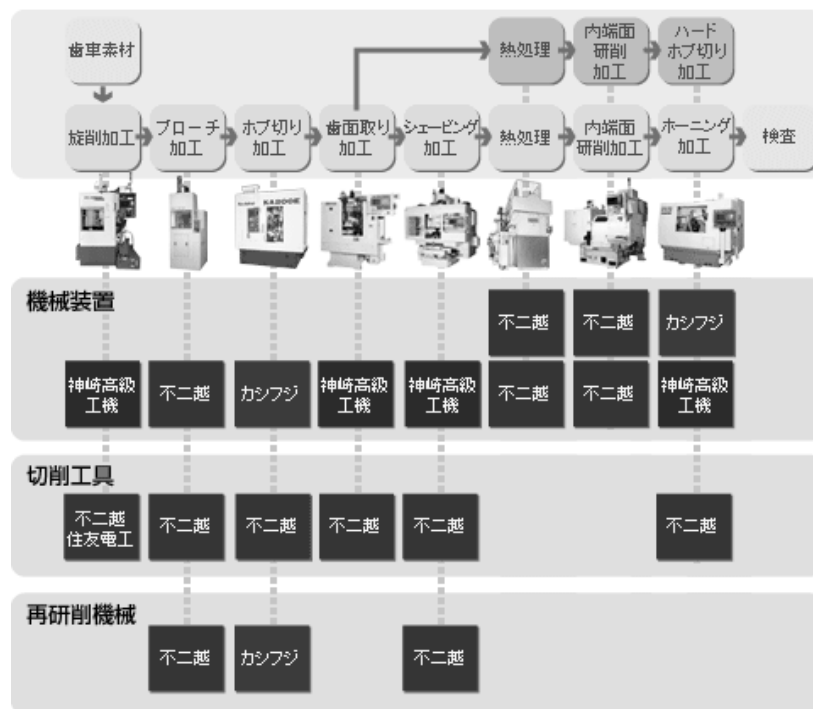 歯車素材
熱処理
内端面
研削
加工
ハード
ホブ切り
加工
旋削加工
ブローチ
加工
ホブ切り
加工
歯面取り
加工
シェービング
加工
熱処理
内端面
研削加工
ホーニング
加工
検査
KA200E
機械装置
不二越
不二越
カシフジ
神崎高級
工機
不二越
カシフジ
神崎高級
工機
神崎高級
工機
不二越
不二越
神崎高級
工機
切削工具
不二越
住友電工
不二越
不二越
不二越
不二越
不二越
再研削機械
不二越
カシフジ
不二越